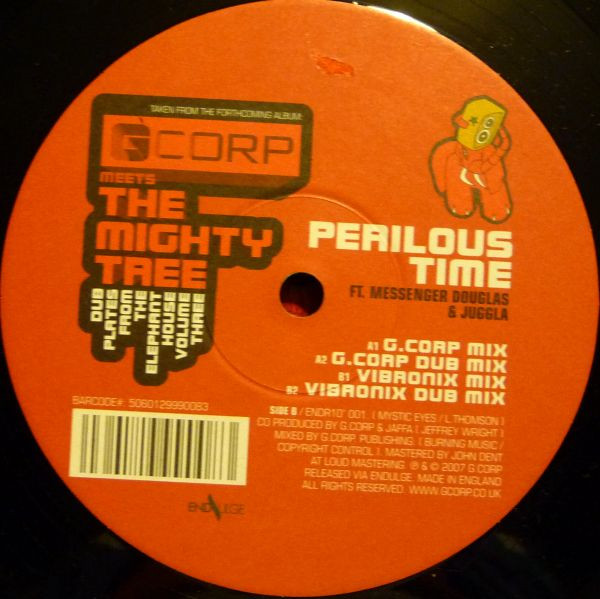 TAKEN FROM THE FORTHCOMING ALBUM:
G CORP
MEETS
THE
MIGHTY
TREE
DUB
PLATES
FROM
THE
ELEPHANT
HOUSE
VOLUME
THREE
PERILOUS
TIME
FT. MESSENGER DOUGLAS
& JUGGLA
A1 G.CORP MIX
A2 G.CORP DUB MIX
B1 VIBRONIX MIX
B2 VIBRONIX DUB MIX
BARCODE#: 5060129990083
SIDE B / ENDR10" 001. ( MYSTIC EYES / L THOMSON )
CO PRODUCED BY G.CORP & JAFFA ( JEFFREY WRIGHT )
MIXED BY G.CORP. PUBLISHING. ( BURNING MUSIC /
COPYRIGHT CONTROL ). MASTERED BY JOHN DENT
AT LOUD MASTERING. ℗ & © 2007 G.CORP
RELEASED VIA ENDULGE. MADE IN ENGLAND
ALL RIGHTS RESERVED. WWW.GCORP.CO.UK
ENDULGE